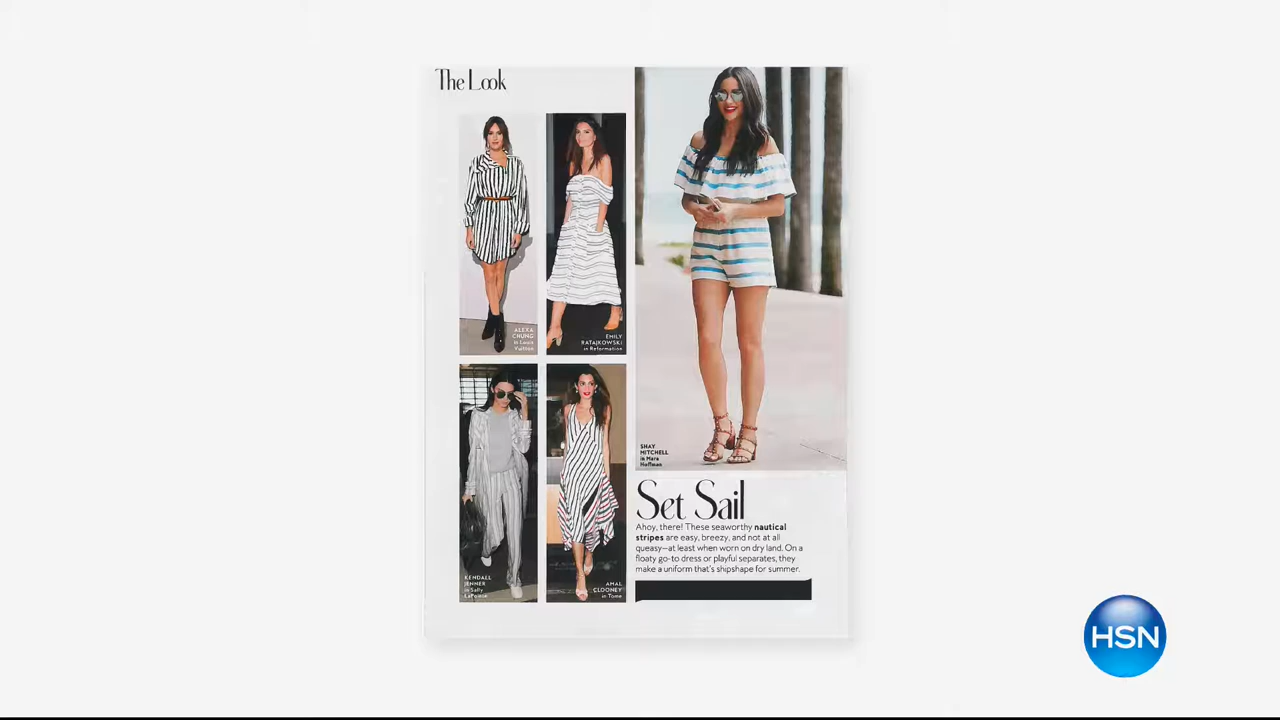 The Look
ALEXA
CHUNG
in Louis
Vuitton
EMILY
RATAJKOWSKI
in Reformation
KENDALL
JENNER
in Sally
LaPointe
AMAL
CLOONEY
in Tome
SHAY
MITCHELL
in Mara
Hoffman
Set Sail
Ahoy, there! These seaworthy nautical
stripes are easy, breezy, and not at all
queasy—at least when worn on dry land. On a
floaty go-to dress or playful separates, they
make a uniform that's shipshape for summer.
HSN